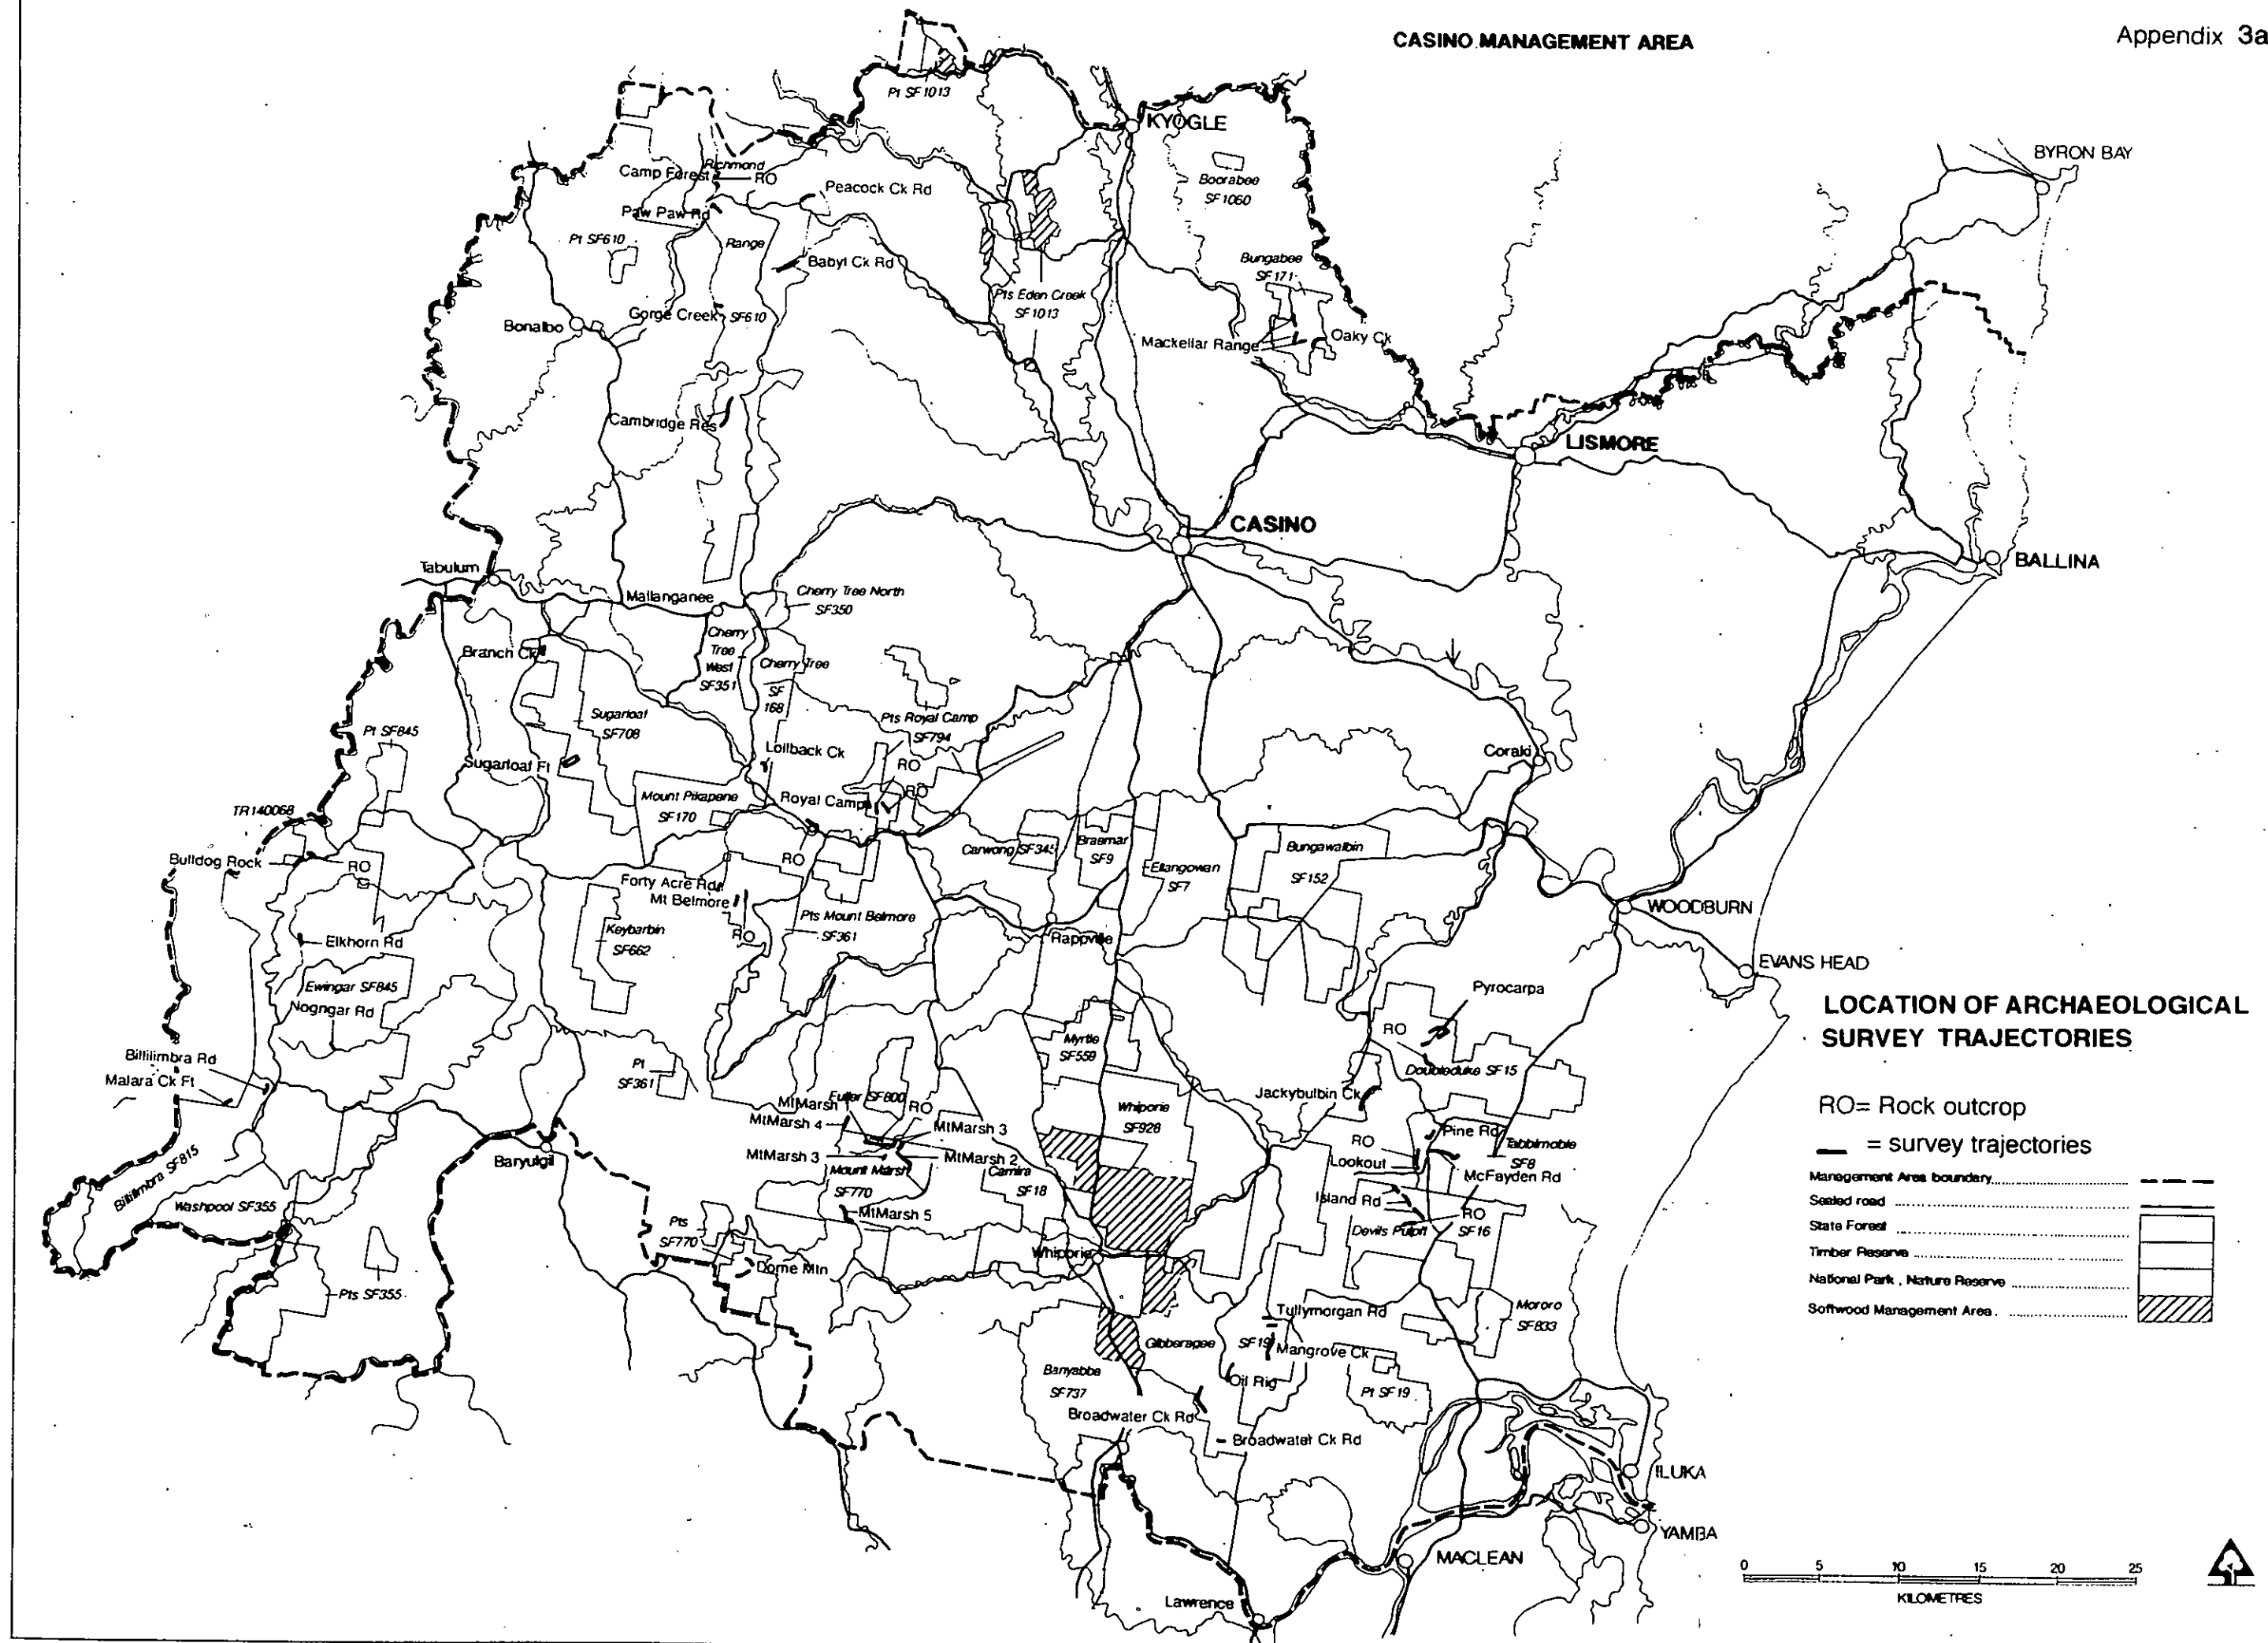 CASINO MANAGEMENT AREA
Appendix 3a
Pt SF1013
KYOGLE
BYRON BAY
Camp Forest
Richmond
RO
Peacock Ck Rd
Boorabee
SF1060
Paw Paw Rd
Pt SF610
Range
Babyl Ck Rd
Bungabee
SF171
Pts Eden Creek
SF1013
Gorge Creek
SF610
Bonalbo
Mackellar Range
Oaky Ck
Cambridge Res
LISMORE
CASINO
BALLINA
Tabulum
Mallanganee
Cherry Tree North
SF350
Cherry
Tree
West
SF351
Cherry Tree
SF
168
Branch Ck
Sugarloaf
SF708
Pts Royal Camp
SF794
Pt SF845
Lollback Ck
Coraki
Sugarloaf Ft
RO
RO
Mount Pikapene
SF170
Royal Camp
TR140068
Bulldog Rock
RO
RO
Carwong SF345
Braemar
SF9
Ellangowan
SF7
Bungawalbin
SF152
Forty Acre Rd
Mt Belmore
RO
Pts Mount Belmore
SF361
Keybarbin
SF662
WOODBURN
Rappville
Elkhorn Rd
EVANS HEAD
Ewingar SF845
Nogngar Rd
Pyrocarpa
RO
LOCATION OF ARCHAEOLOGICAL
SURVEY TRAJECTORIES
Myrtle
SF559
Doubleduke SF15
Billilimbra Rd
Malara Ck Ft
Pt
SF361
Jackybulbin Ck
RO= Rock outcrop
= survey trajectories
MtMarsh
Fuller SF800
RO
MtMarsh 4
MtMarsh 3
Whiporie
SF928
MtMarsh 3
MtMarsh 2
Mount Marsh
SF770
Camira
SF18
MtMarsh 5
RO
Pine Rd
Tabbimoble
SF8
Lookout
McFayden Rd
Island Rd
RO
Devils Pulpit
SF16
Baryulgil
Billilimbra SF815
Washpool SF355
Pts
SF770
Dome Mtn
Whiporie
Pts SF355
Management Area boundary
Sealed road
State Forest
Timber Reserve
National Park, Nature Reserve
Softwood Management Area.
Tullymorgan Rd
Mororo
SF833
Gibberagee
SF19
Mangrove Ck
Banyabba
SF737
Oil Rig
Pt SF19
Broadwater Ck Rd
Broadwater Ck Rd
ILUKA
YAMBA
MACLEAN
Lawrence
0 5 10 15 20 25
KILOMETRES